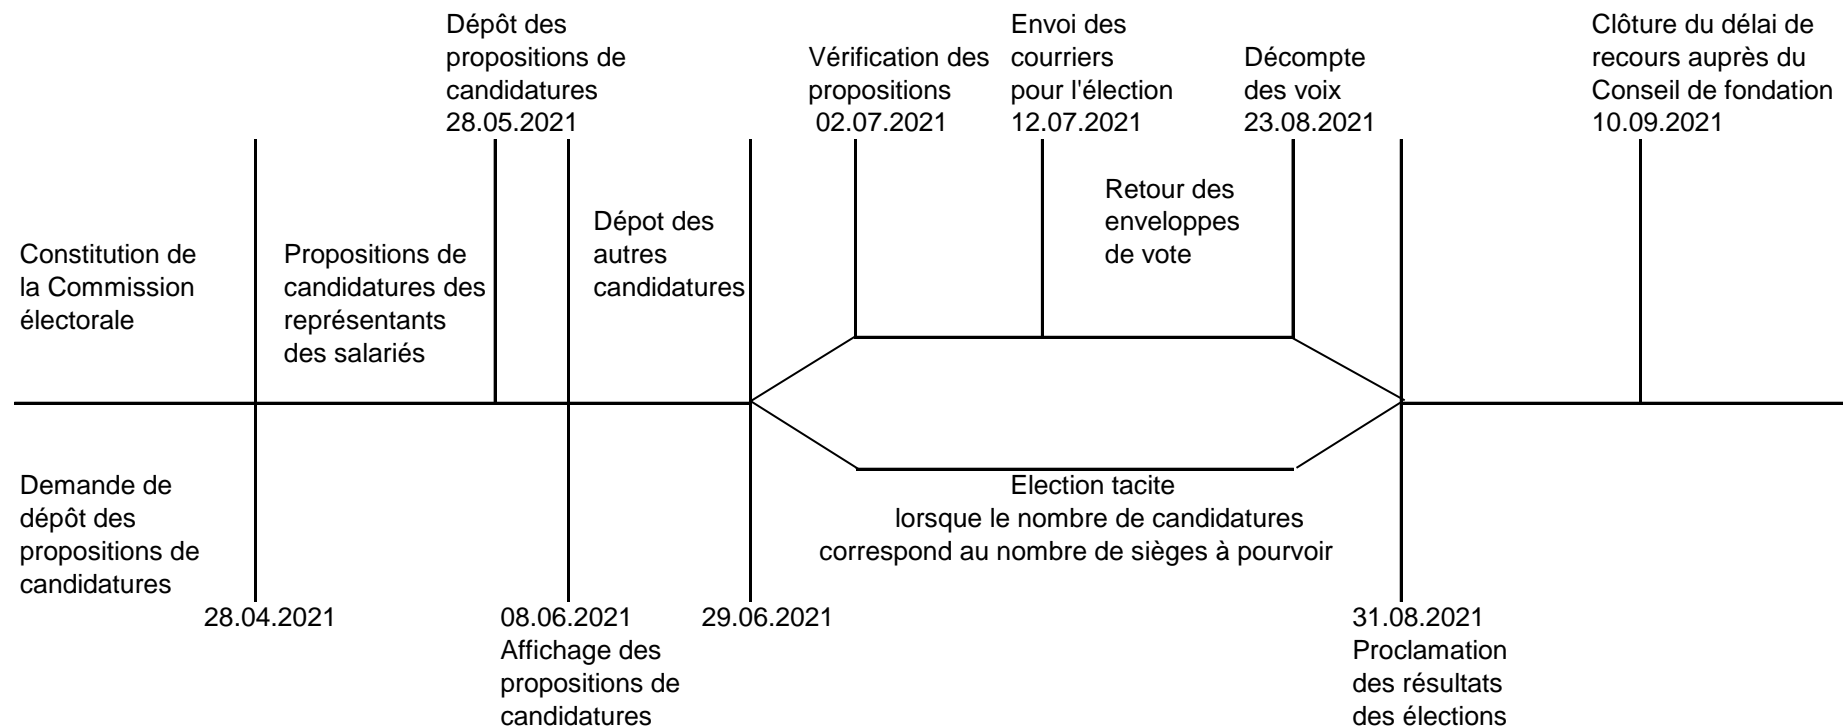 Dépôt des
propositions de
candidatures
28.05.2021
Vérification des
propositions
02.07.2021
Envoi des
courriers
pour l'élection
12.07.2021
Décompte
des voix
23.08.2021
Clôture du délai de
recours auprès du
Conseil de fondation
10.09.2021
Constitution de
la Commission
électorale
Propositions de
candidatures des
représentants
des salariés
Dépot des
autres
candidatures
Retour des
enveloppes
de vote
Demande de
dépôt des
propositions de
candidatures
Election tacite
lorsque le nombre de candidatures
correspond au nombre de sièges à pourvoir
28.04.2021
08.06.2021
Affichage des
propositions de
candidatures
29.06.2021
31.08.2021
Proclamation
des résultats
des élections